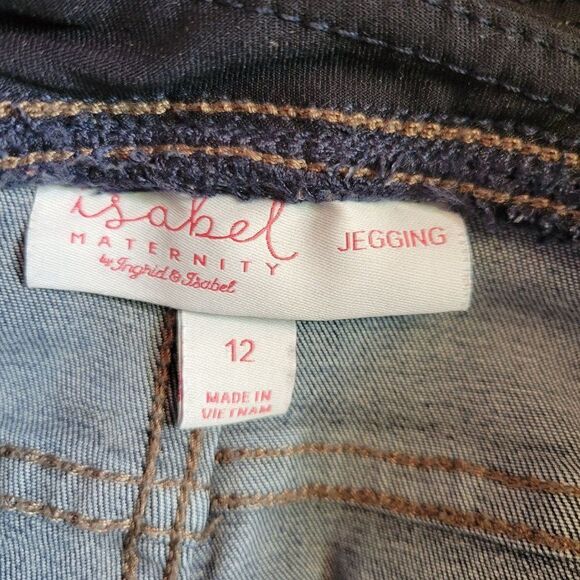 isabel
MATERNITY
by Ingrid & Isabel
JEGGING
12
MADE IN
VIETNAM